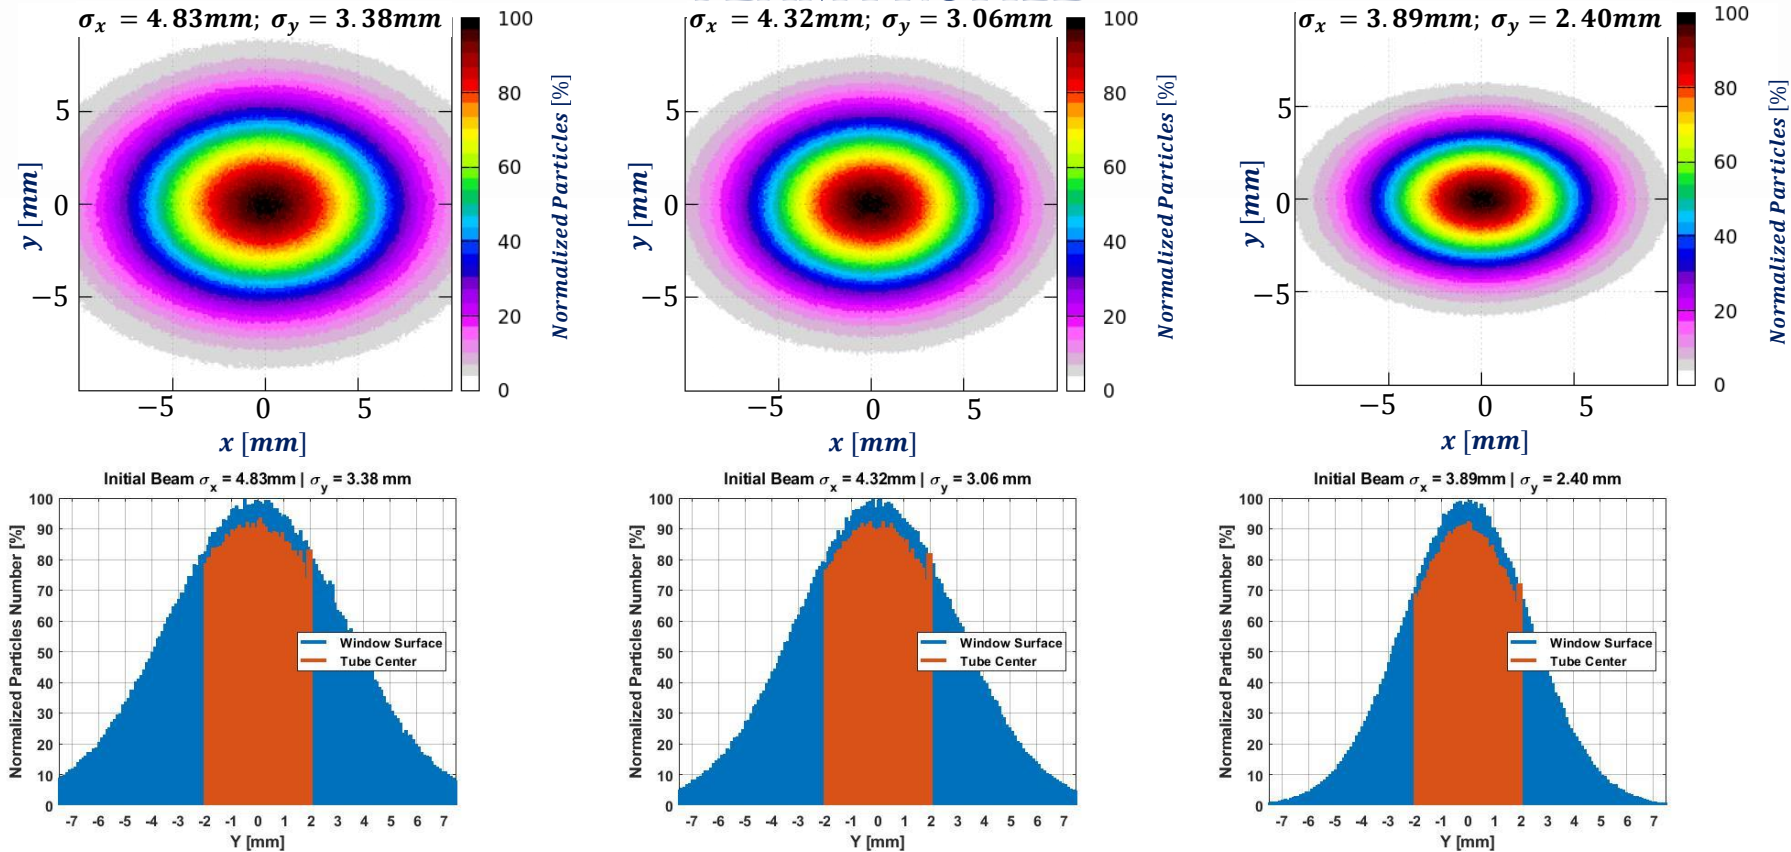 σx = 4.83mm; σy = 3.38mm
100
80
60
40
20
0
Normalized Particles [%]
y [mm]
5
0
−5
−5 0 5
x [mm]
σx = 4.32mm; σy = 3.06mm
100
80
60
40
20
0
Normalized Particles [%]
y [mm]
5
0
−5
−5 0 5
x [mm]
σx = 3.89mm; σy = 2.40mm
100
80
60
40
20
0
Normalized Particles [%]
y [mm]
5
0
−5
−5 0 5
x [mm]
Initial Beam σx = 4.83mm | σy = 3.38 mm
Normalized Particles Number [%]
100
90
80
70
60
50
40
30
20
10
0
Window Surface
Tube Center
-7 -6 -5 -4 -3 -2 -1 0 1 2 3 4 5 6 7
Y [mm]
Initial Beam σx = 4.32mm | σy = 3.06 mm
Normalized Particles Number [%]
100
90
80
70
60
50
40
30
20
10
0
Window Surface
Tube Center
-7 -6 -5 -4 -3 -2 -1 0 1 2 3 4 5 6 7
Y [mm]
Initial Beam σx = 3.89mm | σy = 2.40 mm
Normalized Particles Number [%]
100
90
80
70
60
50
40
30
20
10
0
Window Surface
Tube Center
-7 -6 -5 -4 -3 -2 -1 0 1 2 3 4 5 6 7
Y [mm]